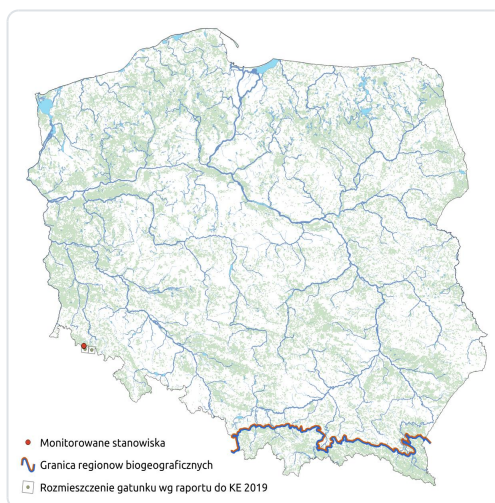 Monitorowane stanowiska
Granica regionow biogeograficznych
Rozmieszczenie gatunku wg raportu do KE 2019